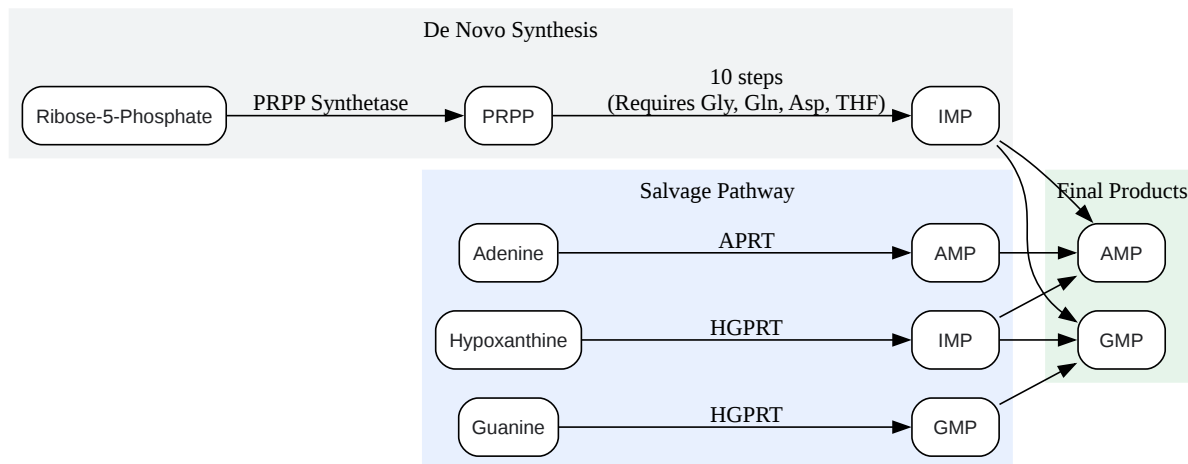 De Novo Synthesis
Ribose-5-Phosphate
PRPP Synthetase
PRPP
10 steps
(Requires Gly, Gln, Asp, THF)
IMP
Salvage Pathway
Adenine
APRT
AMP
Hypoxanthine
HGPRT
IMP
Guanine
HGPRT
GMP
Final Products
AMP
GMP